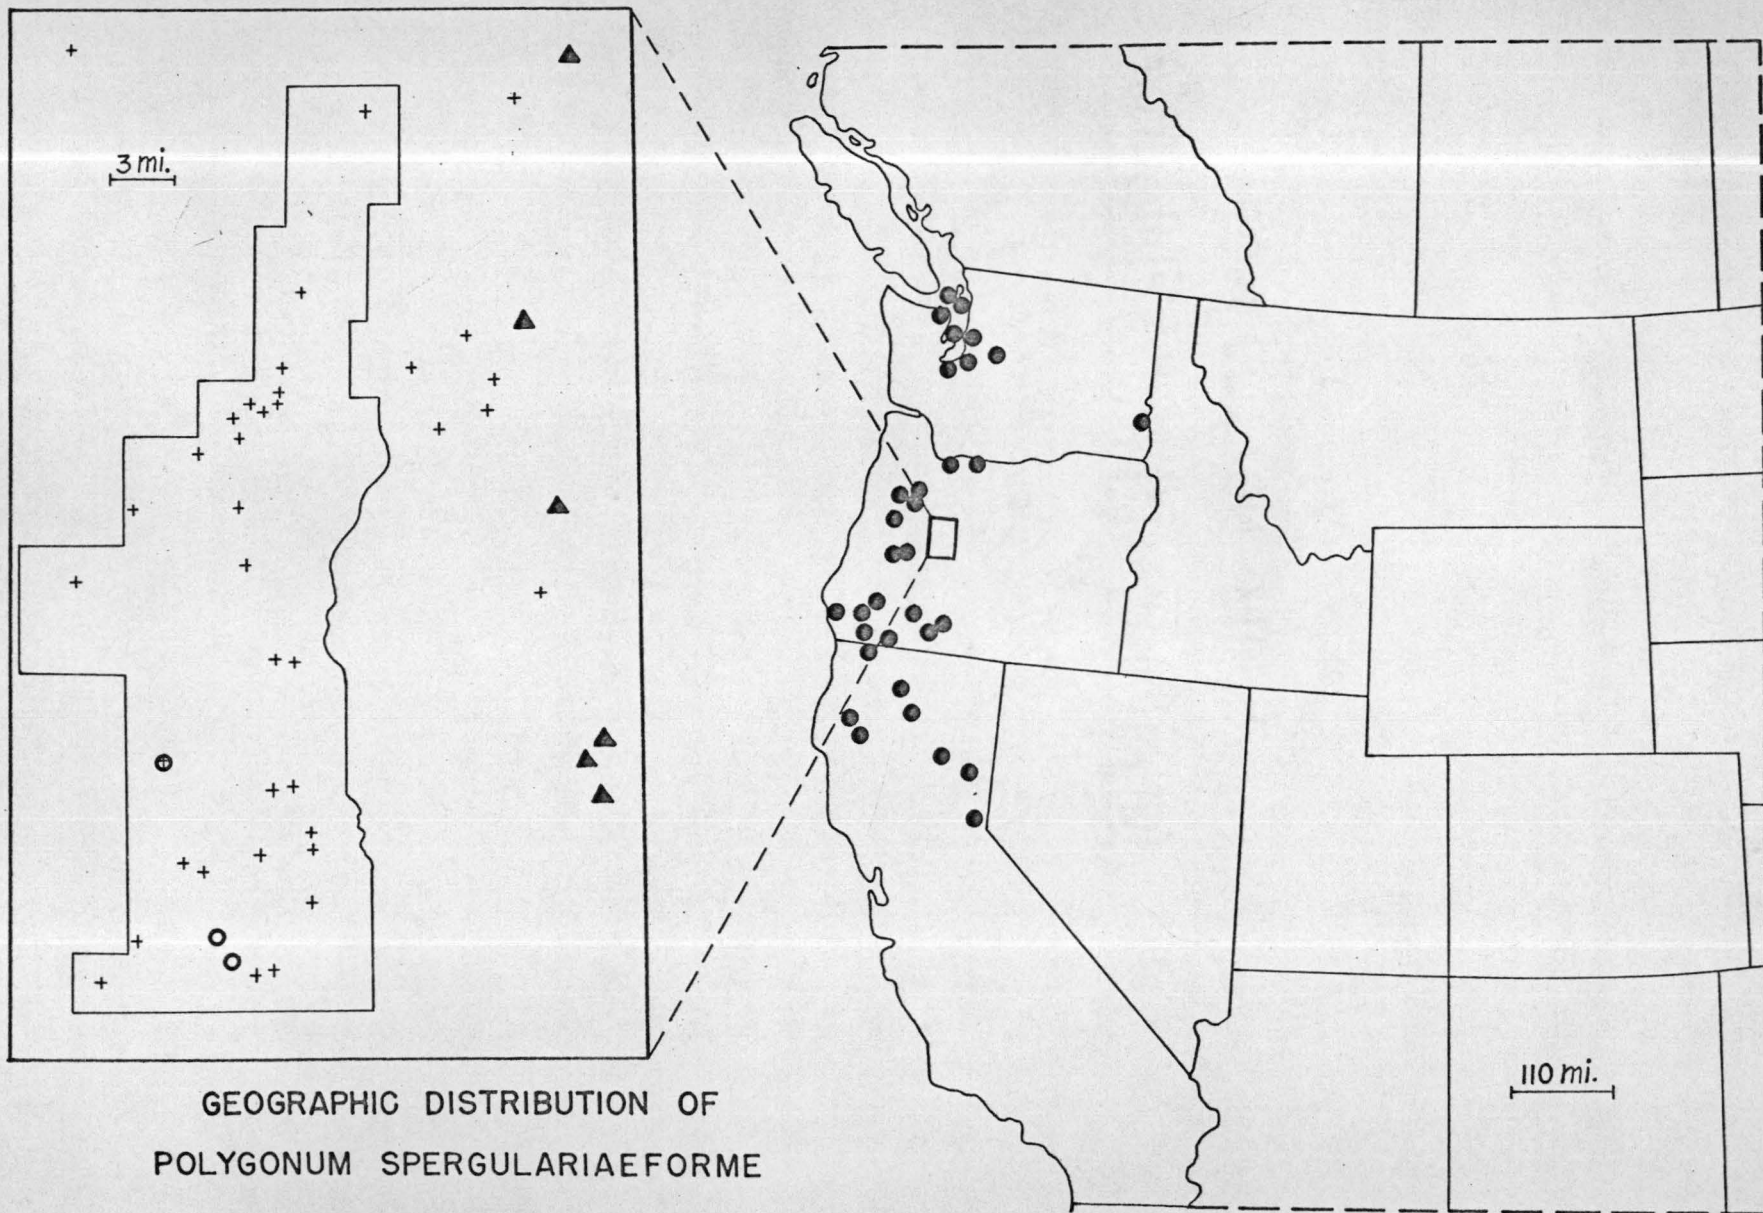 3 mi.
110 mi.
GEOGRAPHIC DISTRIBUTION OF
POLYGONUM SPERGULARIAEFORME